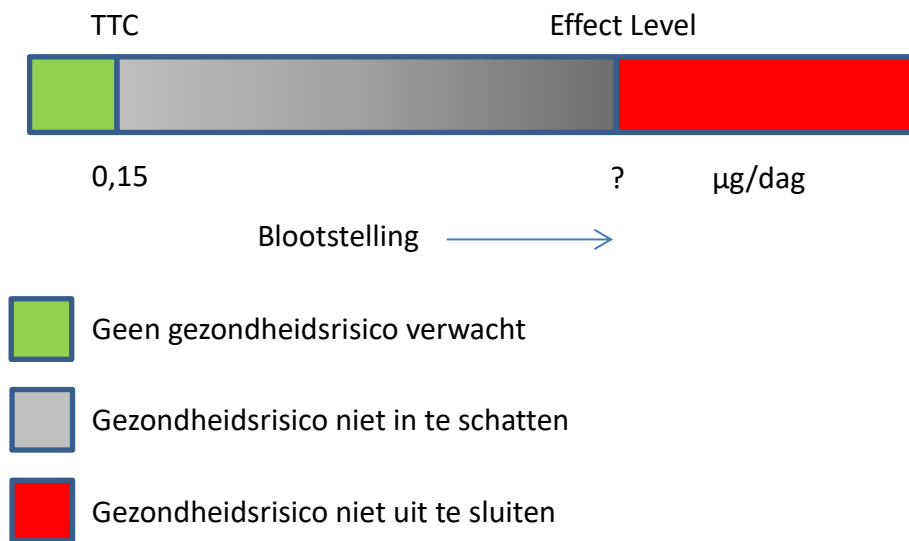 TTC Effect Level
0,15 ? µg/dag
Blootstelling
Geen gezondheidsrisico verwacht
Gezondheidsrisico niet in te schatten
Gezondheidsrisico niet uit te sluiten